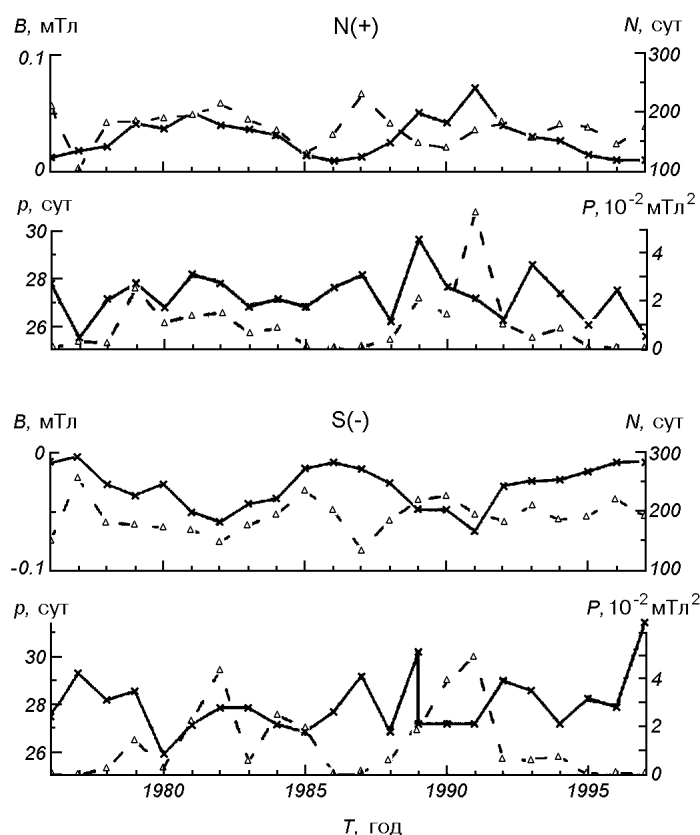 B, мТл N(+) N, сут
0.1 300
200
0 100
p, сут P, 10⁻² мТл²
30 4
28 2
26 0
B, мТл S(-) N, сут
0 300
200
-0.1 100
p, сут P, 10⁻² мТл²
30 4
28 2
26 0
1980 1985 1990 1995
T, год